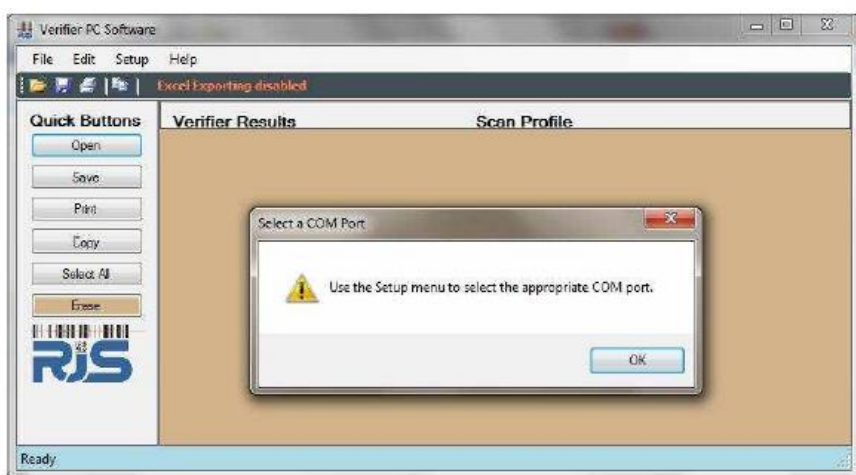 Verifier PC Software
File Edit Setup Help
Excel Exporting disabled
Quick Buttons
Verifier Results Scan Profile
Open
Save
Print
Copy
Select All
Erase
RJS
Select a COM Port
Use the Setup menu to select the appropriate COM port.
OK
Ready